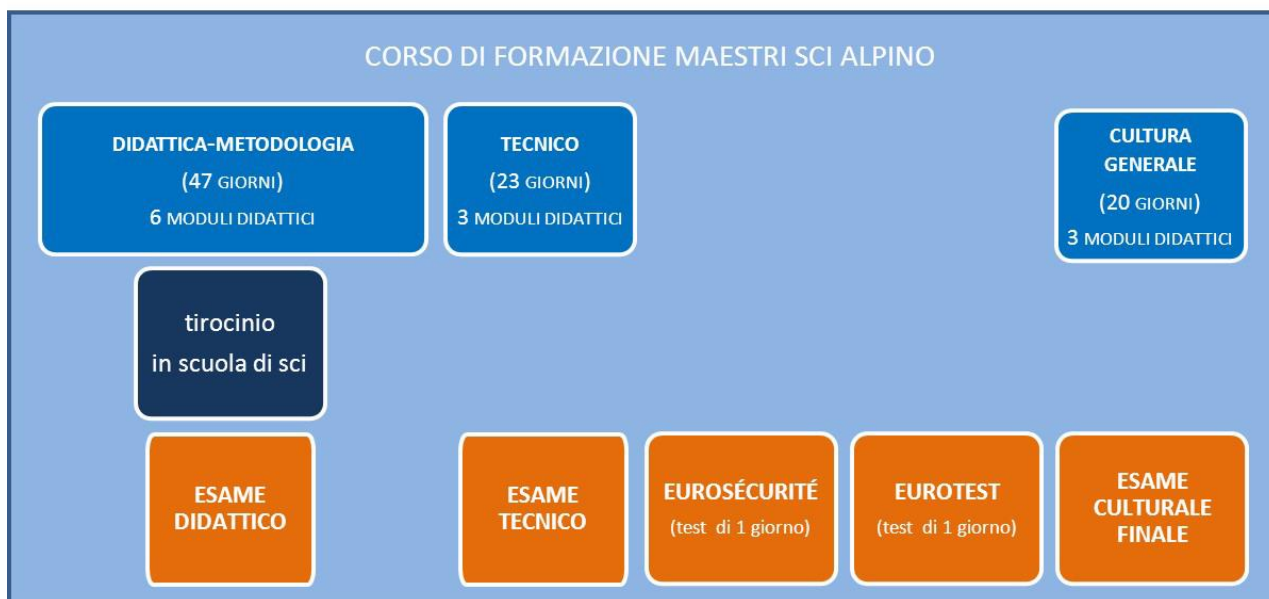 CORSO DI FORMAZIONE MAESTRI SCI ALPINO
DIDATTICA-METODOLOGIA
(47 GIORNI)
6 MODULI DIDATTICI
TECNICO
(23 GIORNI)
3 MODULI DIDATTICI
CULTURA
GENERALE
(20 GIORNI)
3 MODULI DIDATTICI
tirocinio
in scuola di sci
ESAME
DIDATTICO
ESAME
TECNICO
EUROSÉCURITÉ
(test di 1 giorno)
EUROTEST
(test di 1 giorno)
ESAME
CULTURALE
FINALE